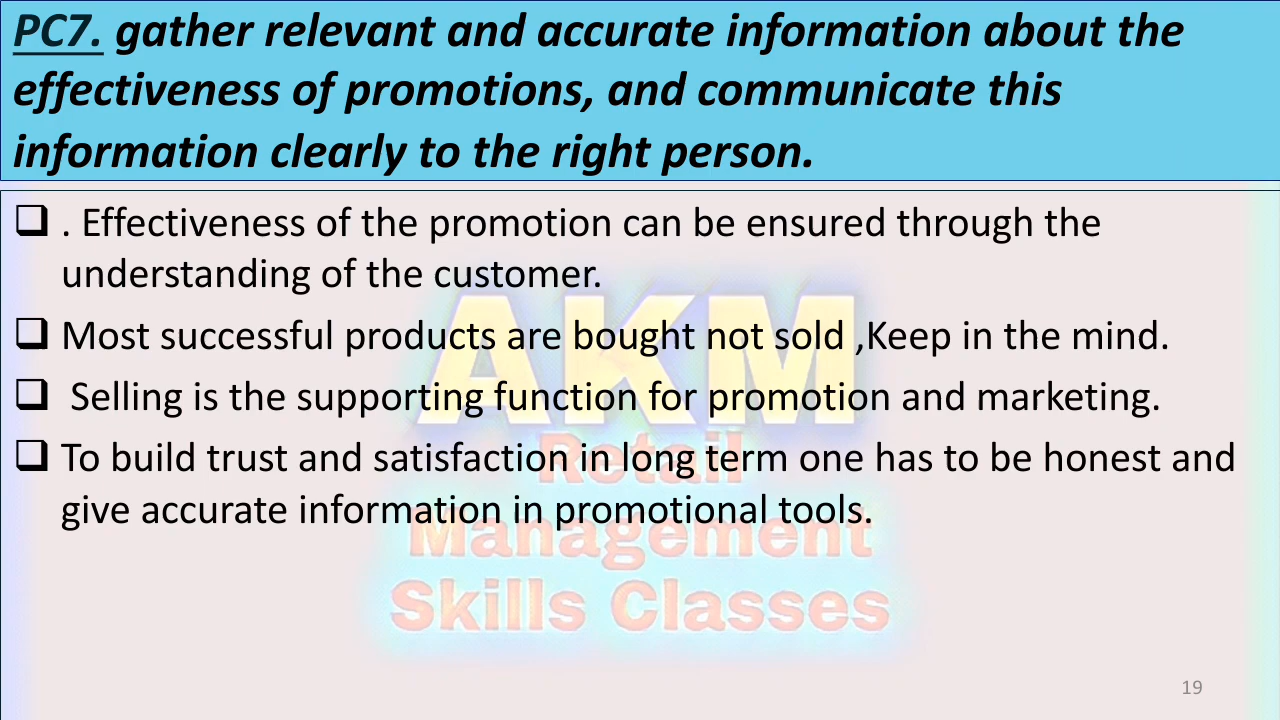 PC7. gather relevant and accurate information about the
effectiveness of promotions, and communicate this
information clearly to the right person.
❑ . Effectiveness of the promotion can be ensured through the
understanding of the customer.
❑ Most successful products are bought not sold ,Keep in the mind.
❑ Selling is the supporting function for promotion and marketing.
❑ To build trust and satisfaction in long term one has to be honest and
give accurate information in promotional tools.
AKM
Retail
Management
Skills Classes
19